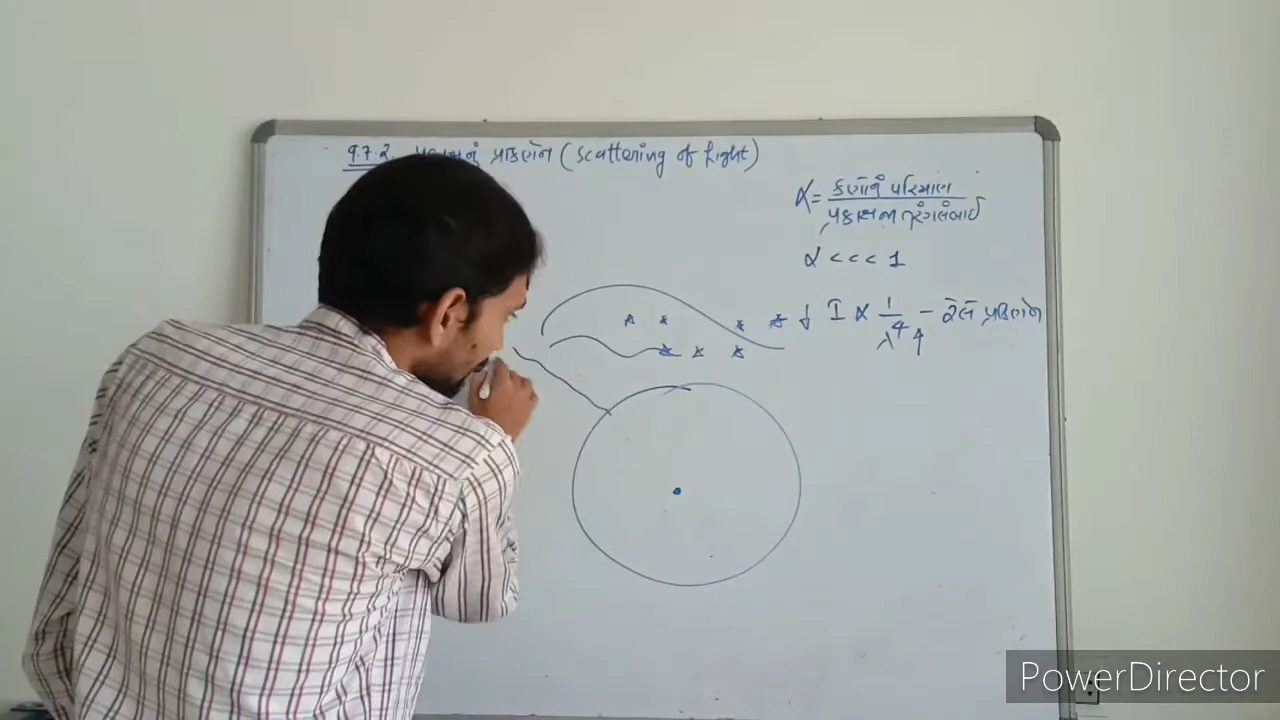 9.7.2 પ્રકાશનું પ્રકીર્ણન (Scattering of Light)
α = કણોનું પરિમાણ
પ્રકાશના તરંગલંબાઈ
α < < < 1
↓ I ∝ 1/λ⁴ ↑ - રેલે પ્રકિર્ણન
PowerDirector